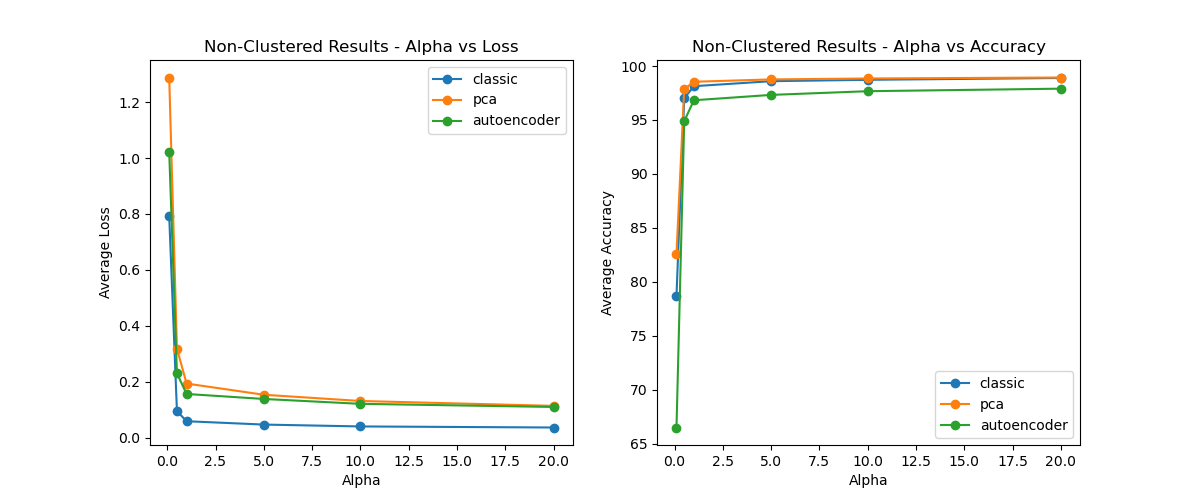 Non-Clustered Results - Alpha vs Loss
classic
pca
autoencoder
1.2
1.0
0.8
0.6
0.4
0.2
0.0
Average Loss
0.0 2.5 5.0 7.5 10.0 12.5 15.0 17.5 20.0
Alpha
Non-Clustered Results - Alpha vs Accuracy
100
95
90
85
80
75
70
65
Average Accuracy
classic
pca
autoencoder
0.0 2.5 5.0 7.5 10.0 12.5 15.0 17.5 20.0
Alpha